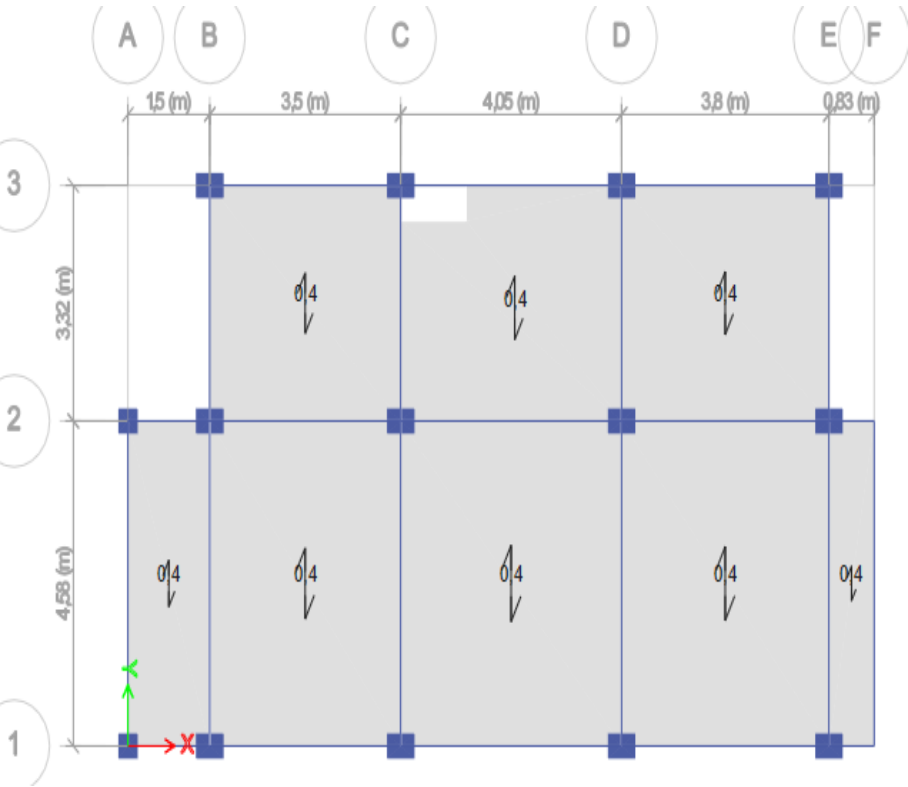 A B C D E F
1,5 (m) 3,5 (m) 4,05 (m) 3,8 (m) 0,83 (m)
3
3,32 (m)
0,4 0,4 0,4
2
4,58 (m)
0,4 0,4 0,4 0,4 0,4
Y
1
X